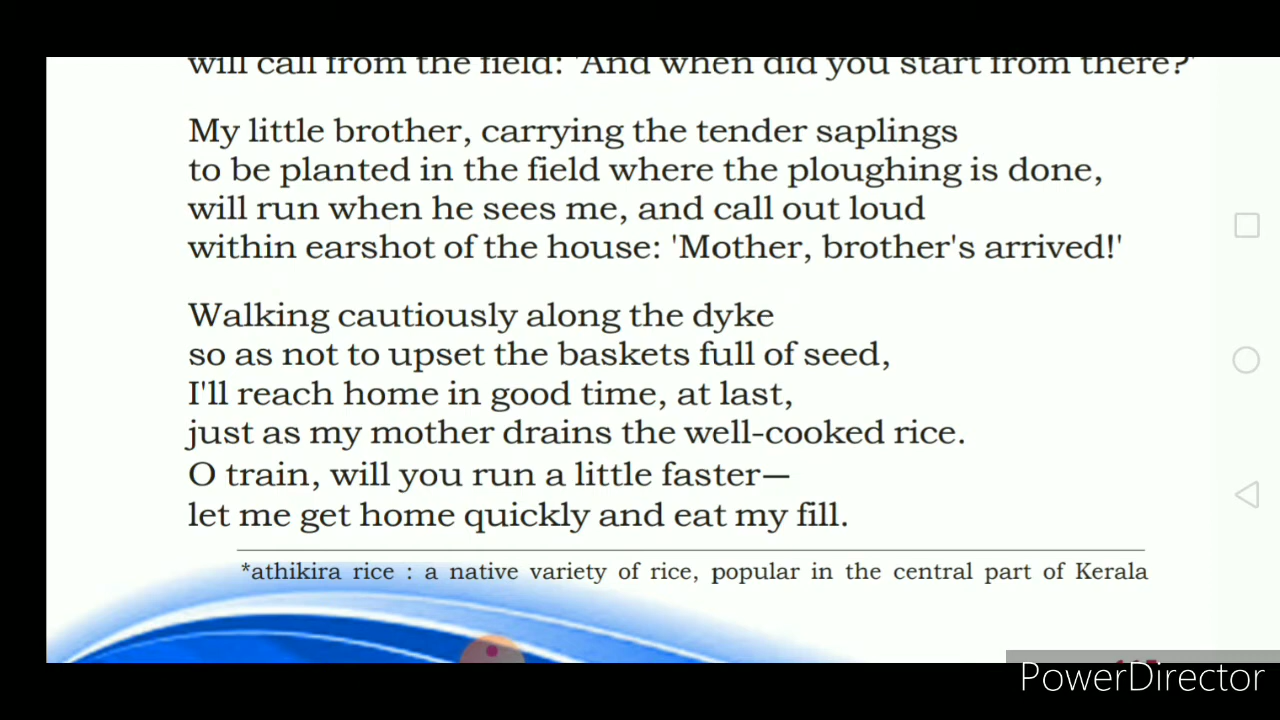 will call from the field: 'And when did you start from there?'
My little brother, carrying the tender saplings
to be planted in the field where the ploughing is done,
will run when he sees me, and call out loud
within earshot of the house: 'Mother, brother's arrived!'
Walking cautiously along the dyke
so as not to upset the baskets full of seed,
I'll reach home in good time, at last,
just as my mother drains the well-cooked rice.
O train, will you run a little faster—
let me get home quickly and eat my fill.
*athikira rice : a native variety of rice, popular in the central part of Kerala
PowerDirector